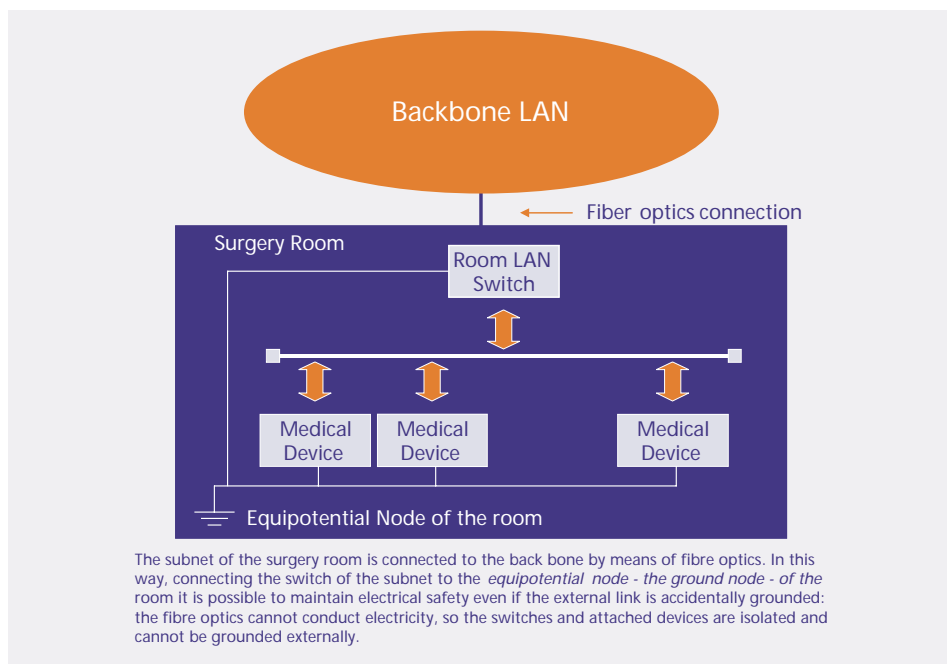 Backbone LAN
Fiber optics connection
Surgery Room
Room LAN
Switch
Medical
Device
Medical
Device
Medical
Device
Equipotential Node of the room
The subnet of the surgery room is connected to the back bone by means of fibre optics. In this
way, connecting the switch of the subnet to the equipotential node - the ground node - of the
room it is possible to maintain electrical safety even if the external link is accidentally grounded:
the fibre optics cannot conduct electricity, so the switches and attached devices are isolated and
cannot be grounded externally.